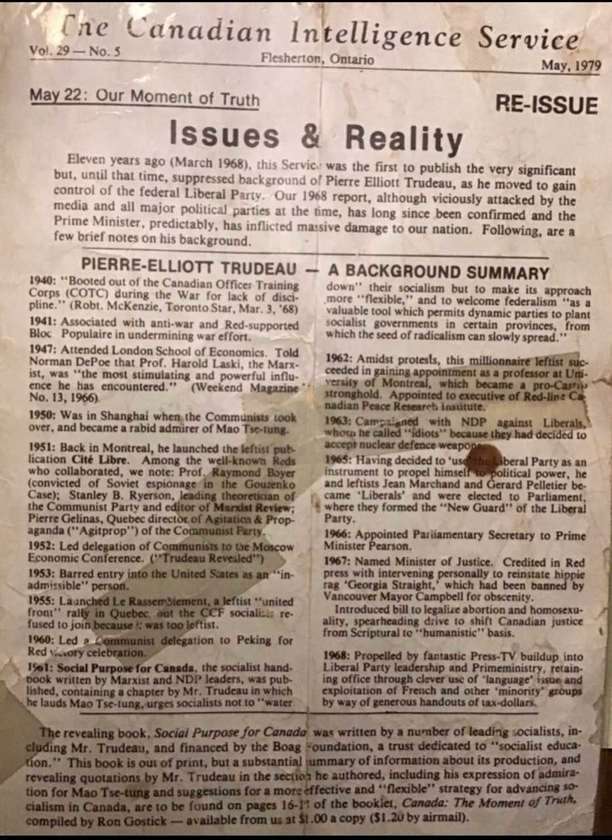 The Canadian Intelligence Service
Vol. 29 — No. 5
Flesherton, Ontario
May, 1979
May 22: Our Moment of Truth
RE-ISSUE
Issues & Reality
Eleven years ago (March 1968), this Service was the first to publish the very significant
but, until that time, suppressed background of Pierre Elliott Trudeau, as he moved to gain
control of the federal Liberal Party. Our 1968 report, although viciously attacked by the
media and all major political parties at the time, has long since been confirmed and the
Prime Minister, predictably, has inflicted massive damage to our nation. Following, are a
few brief notes on his background.
PIERRE-ELLIOTT TRUDEAU — A BACKGROUND SUMMARY
1940: "Booted out of the Canadian Officer Training
Corps (COTC) during the War for lack of disci-
pline." (Robt. McKenzie, Toronto Star, Mar. 3, '68)
1941: Associated with anti-war and Red-supported
Bloc Populaire in undermining war effort.
1947: Attended London School of Economics. Told
Norman DePoe that Prof. Harold Laski, the Marx-
ist, was "the most stimulating and powerful influ-
ence he has encountered." (Weekend Magazine
No. 13, 1966)
1950: Was in Shanghai when the Communists took
over, and became a rabid admirer of Mao Tse-tung.
1951: Back in Montreal, he launched the leftist pub-
lication Cité Libre. Among the well-known Reds
who collaborated, we note: Prof. Raymond Boyer
(convicted of Soviet espionage in the Gouzenko
Case); Stanley B. Ryerson, leading theoretician of
the Communist Party and editor of Marxist Review;
Pierre Gelinas, Quebec director of Agitation & Prop-
aganda ("Agitprop") of the Communist Party.
1952: Led delegation of Communists to the Moscow
Economic Conference. ("Trudeau Revealed")
1953: Barred entry into the United States as an "in-
admissible" person.
1955: Launched Le Rassemblement, a leftist "united
front" rally in Quebec, but the CCF socialists re-
fused to join because it was too leftist.
1960: Led a Communist delegation to Peking for
Red victory celebration.
1961: Social Purpose for Canada, the socialist hand-
book written by Marxist and NDP leaders, was pub-
lished, containing a chapter by Mr. Trudeau in which
he lauds Mao Tse-tung, urges socialists not to "water
down" their socialism but to make its approach
more "flexible," and to welcome federalism "as a
valuable tool which permits dynamic parties to plant
socialist governments in certain provinces, from
which the seed of radicalism can slowly spread."
1962: Amidst protests, this millionaire leftist suc-
ceeded in gaining appointment as a professor at Uni-
versity of Montreal, which became a pro-Castro
stronghold. Appointed to executive of Red-line Ca-
nadian Peace Research Institute.
1963: Campaigned with NDP against Liberals,
whom he called "idiots" because they had decided to
accept nuclear defence weapons.
1965: Having decided to 'use the Liberal Party as an
instrument to propel himself to political power, he
and leftists Jean Marchand and Gerard Pelletier be-
came 'Liberals' and were elected to Parliament,
where they formed the "New Guard" of the Liberal
Party.
1966: Appointed Parliamentary Secretary to Prime
Minister Pearson.
1967: Named Minister of Justice. Credited in Red
press with intervening personally to reinstate hippie
rag 'Georgia Straight,' which had been banned by
Vancouver Mayor Campbell for obscenity.
Introduced bill to legalize abortion and homosexu-
ality, spearheading drive to shift Canadian justice
from Scriptural to "humanistic" basis.
1968: Propelled by fantastic Press-TV buildup into
Liberal Party leadership and Primeministry, retain-
ing office through clever use of 'language' issue and
exploitation of French and other 'minority' groups
by way of generous handouts of tax-dollars.
The revealing book, Social Purpose for Canada was written by a number of leading socialists, in-
cluding Mr. Trudeau, and financed by the Boag Foundation, a trust dedicated to "socialist educa-
tion." This book is out of print, but a substantial summary of information about its production, and
revealing quotations by Mr. Trudeau in the section he authored, including his expression of admira-
tion for Mao Tse-tung and suggestions for a more effective and "flexible" strategy for advancing so-
cialism in Canada, are to be found on pages of the booklet, Canada: The Moment of Truth,
compiled by Ron Gostick — available from us at $1.00 a copy ($1.20 by airmail).